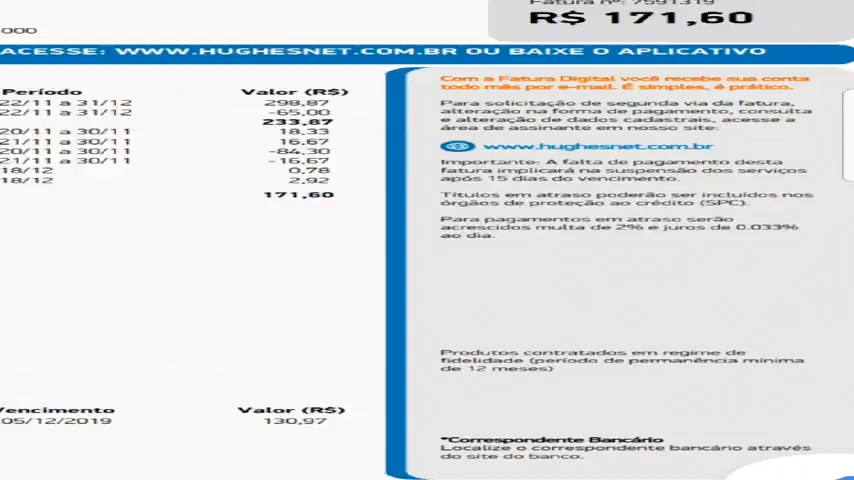 Fatura nº: 7591319
R$ 171,60
000
ACESSE: WWW.HUGHESNET.COM.BR OU BAIXE O APLICATIVO
Período Valor (R$)
22/11 a 31/12 298,87
22/11 a 31/12 -65,00
233,87
20/11 a 30/11 18,33
21/11 a 30/11 16,67
20/11 a 30/11 -84,30
21/11 a 30/11 -16,67
18/12 0,78
18/12 2,92
171,60
Vencimento Valor (R$)
05/12/2019 130,97
Com a Fatura Digital você recebe sua conta
todo mês por e-mail. É simples, é prático.
Para solicitação de segunda via da fatura,
alteração na forma de pagamento, consulta
e alteração de dados cadastrais, acesse a
área de assinante em nosso site:
www.hughesnet.com.br
Importante: A falta de pagamento desta
fatura implicará na suspensão dos serviços
após 15 dias do vencimento.
Títulos em atraso poderão ser incluídos nos
órgãos de proteção ao crédito (SPC).
Para pagamentos em atraso serão
acrescidos multa de 2% e juros de 0.033%
ao dia.
Produtos contratados em regime de
fidelidade (período de permanência mínima
de 12 meses)
*Correspondente Bancário
Localize o correspondente bancário através
do site do banco.